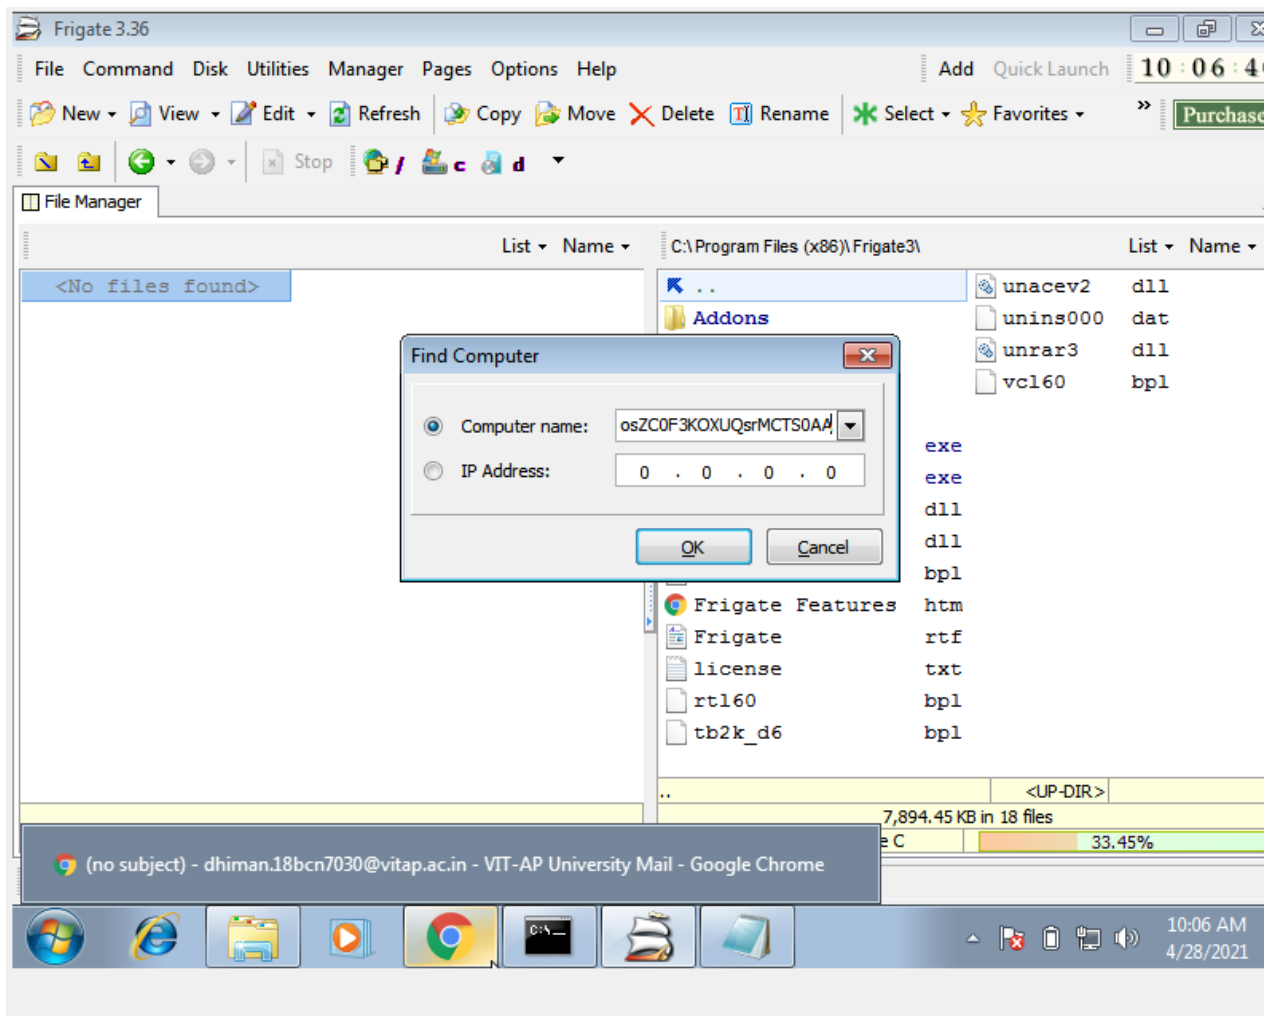 Frigate 3.36
File Command Disk Utilities Manager Pages Options Help Add Quick Launch 10:06:4
New View Edit Refresh Copy Move Delete Rename Select Favorites » Purchase
Stop / c d
File Manager
List Name C:\Program Files (x86)\Frigate3\ List Name
<No files found> .. unacev2 dll
Addons unins000 dat
unrar3 dll
vcl60 bpl
Find Computer
Computer name: osZC0F3KOXUQsrMCTS0AA
IP Address: 0 . 0 . 0 . 0
OK Cancel
exe
exe
dll
dll
bpl
Frigate Features htm
Frigate rtf
license txt
rtl60 bpl
tb2k_d6 bpl
.. <UP-DIR>
7,894.45 KB in 18 files
C 33.45%
(no subject) - dhiman.18bcn7030@vitap.ac.in - VIT-AP University Mail - Google Chrome
C:\_
10:06 AM
4/28/2021